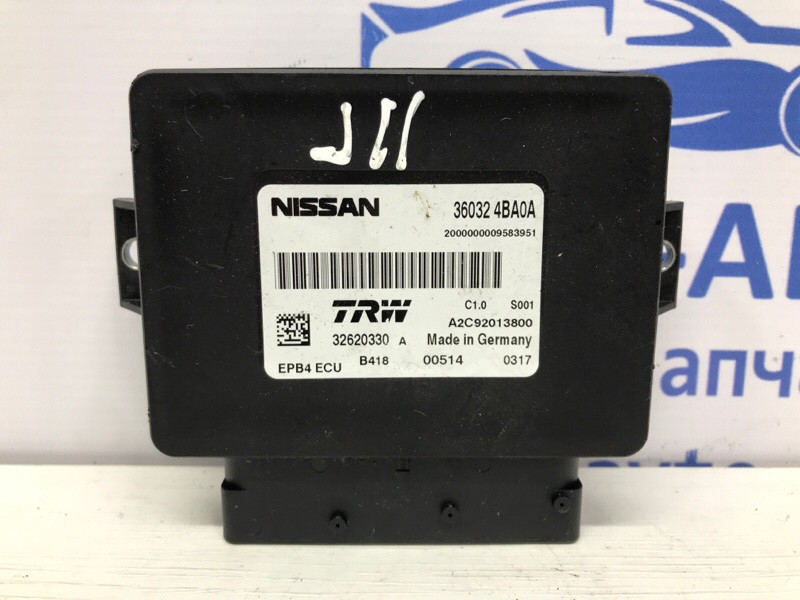 J11
NISSAN 36032 4BA0A
2000000009583951
TRW C1.0 S001
A2C92013800
32620330 A Made in Germany
EPB4 ECU B418 00514 0317